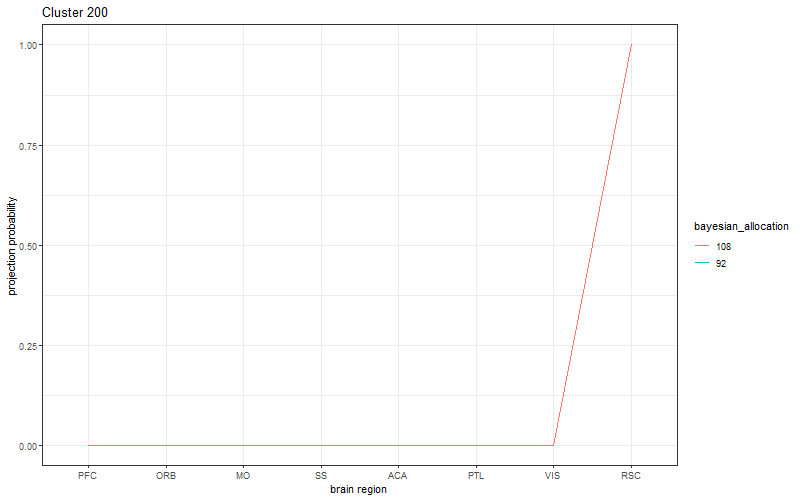 Cluster 200
1.00
0.75
0.50
0.25
0.00
projection probability
PFC ORB MO SS ACA PTL VIS RSC
brain region
bayesian_allocation
108
92